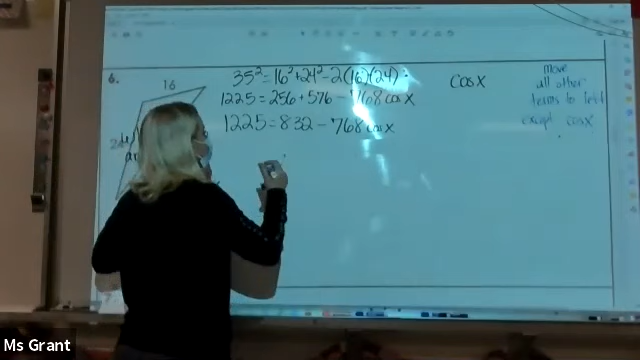 6.
16
35² = 16² + 24² - 2(16)(24) · cos x
1225 = 256 + 576 - 768 cos x
1225 = 832 - 768 cos x
move
all other
terms to left
except cos x
Ms Grant